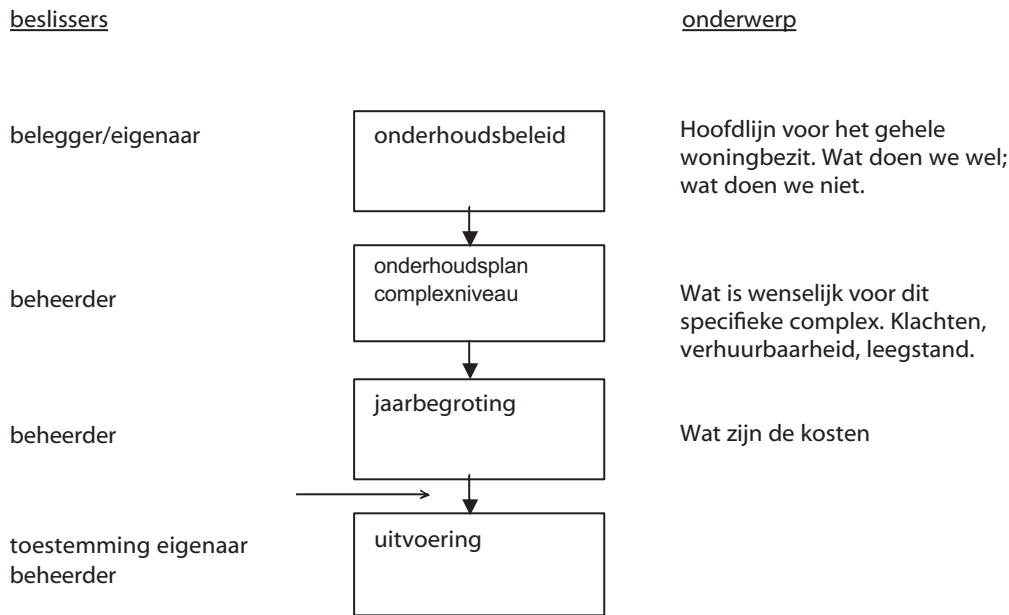 beslissers
onderwerp
belegger/eigenaar
onderhoudsbeleid
Hoofdlijn voor het gehele
woningbezit. Wat doen we wel;
wat doen we niet.
beheerder
onderhoudsplan
complexniveau
Wat is wenselijk voor dit
specifieke complex. Klachten,
verhuurbaarheid, leegstand.
beheerder
jaarbegroting
Wat zijn de kosten
toestemming eigenaar
beheerder
uitvoering